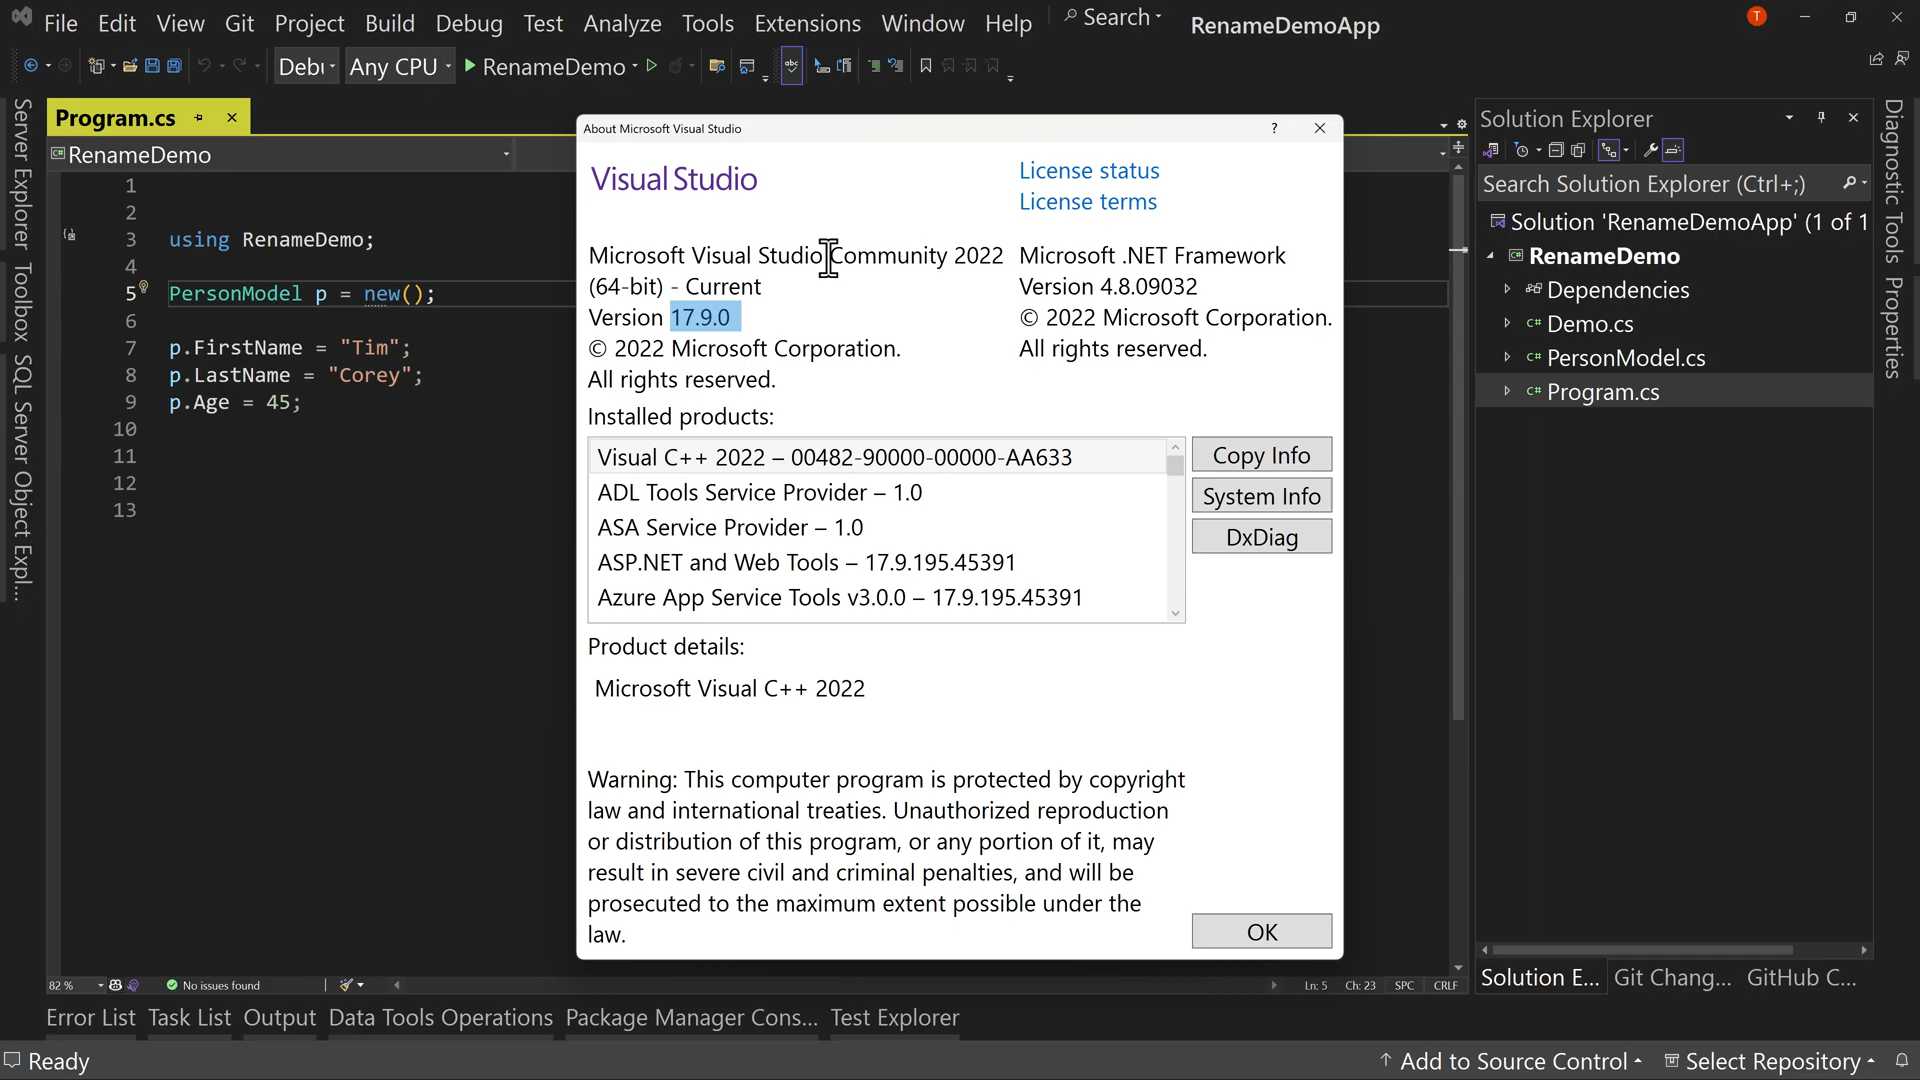 File Edit View Git Project Build Debug Test Analyze Tools Extensions Window Help Search RenameDemoApp
T
Debu Any CPU RenameDemo
abc
Program.cs
RenameDemo
Server Explorer
Toolbox
SQL Server Object Expl...
1
2
3 using RenameDemo;
4
5 PersonModel p = new();
6
7 p.FirstName = "Tim";
8 p.LastName = "Corey";
9 p.Age = 45;
10
11
12
13
About Microsoft Visual Studio
?
Visual Studio
License status
License terms
Microsoft Visual Studio Community 2022
(64-bit) - Current
Version 17.9.0
© 2022 Microsoft Corporation.
All rights reserved.
Microsoft .NET Framework
Version 4.8.09032
© 2022 Microsoft Corporation.
All rights reserved.
Installed products:
Visual C++ 2022 – 00482-90000-00000-AA633
ADL Tools Service Provider – 1.0
ASA Service Provider – 1.0
ASP.NET and Web Tools – 17.9.195.45391
Azure App Service Tools v3.0.0 – 17.9.195.45391
Copy Info
System Info
DxDiag
Product details:
Microsoft Visual C++ 2022
Warning: This computer program is protected by copyright
law and international treaties. Unauthorized reproduction
or distribution of this program, or any portion of it, may
result in severe civil and criminal penalties, and will be
prosecuted to the maximum extent possible under the
law.
OK
Solution Explorer
Search Solution Explorer (Ctrl+;)
Solution 'RenameDemoApp' (1 of 1
RenameDemo
Dependencies
C# Demo.cs
C# PersonModel.cs
C# Program.cs
Solution E... Git Chang... GitHub C...
Diagnostic Tools
Properties
82 % No issues found Ln: 5 Ch: 23 SPC CRLF
Error List Task List Output Data Tools Operations Package Manager Cons... Test Explorer
Ready Add to Source Control Select Repository